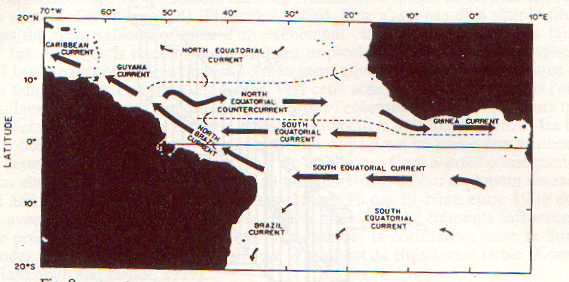 70°W 60° 50° 40° 30° 20° 10° 0° 10°E
20°N
10°
0°
10°
20°S
LATITUDE
CARIBBEAN
CURRENT
GUYANA
CURRENT
NORTH EQUATORIAL
CURRENT
NORTH
EQUATORIAL
COUNTERCURRENT
GUINEA CURRENT
NORTH
BRAZIL
CURRENT
SOUTH
EQUATORIAL
CURRENT
SOUTH EQUATORIAL CURRENT
BRAZIL
CURRENT
SOUTH
EQUATORIAL
CURRENT